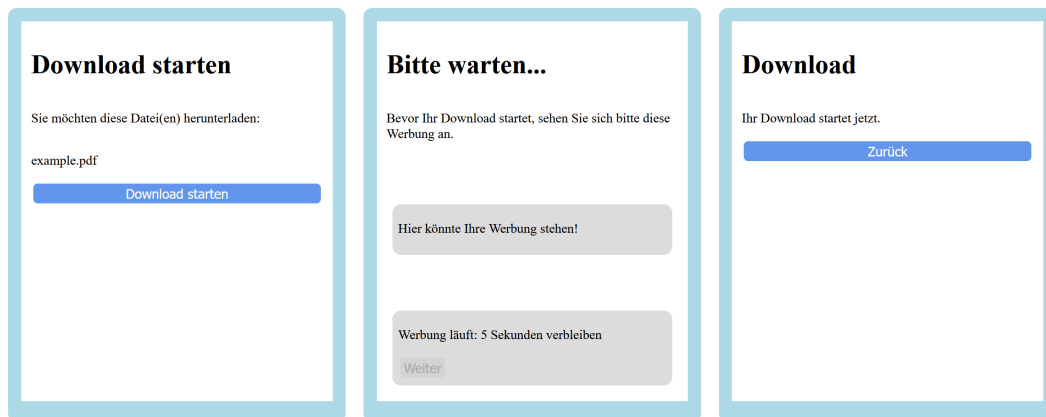 Download starten
Sie möchten diese Datei(en) herunterladen:
example.pdf
Download starten
Bitte warten...
Bevor Ihr Download startet, sehen Sie sich bitte diese
Werbung an.
Hier könnte Ihre Werbung stehen!
Werbung läuft: 5 Sekunden verbleiben
Weiter
Download
Ihr Download startet jetzt.
Zurück